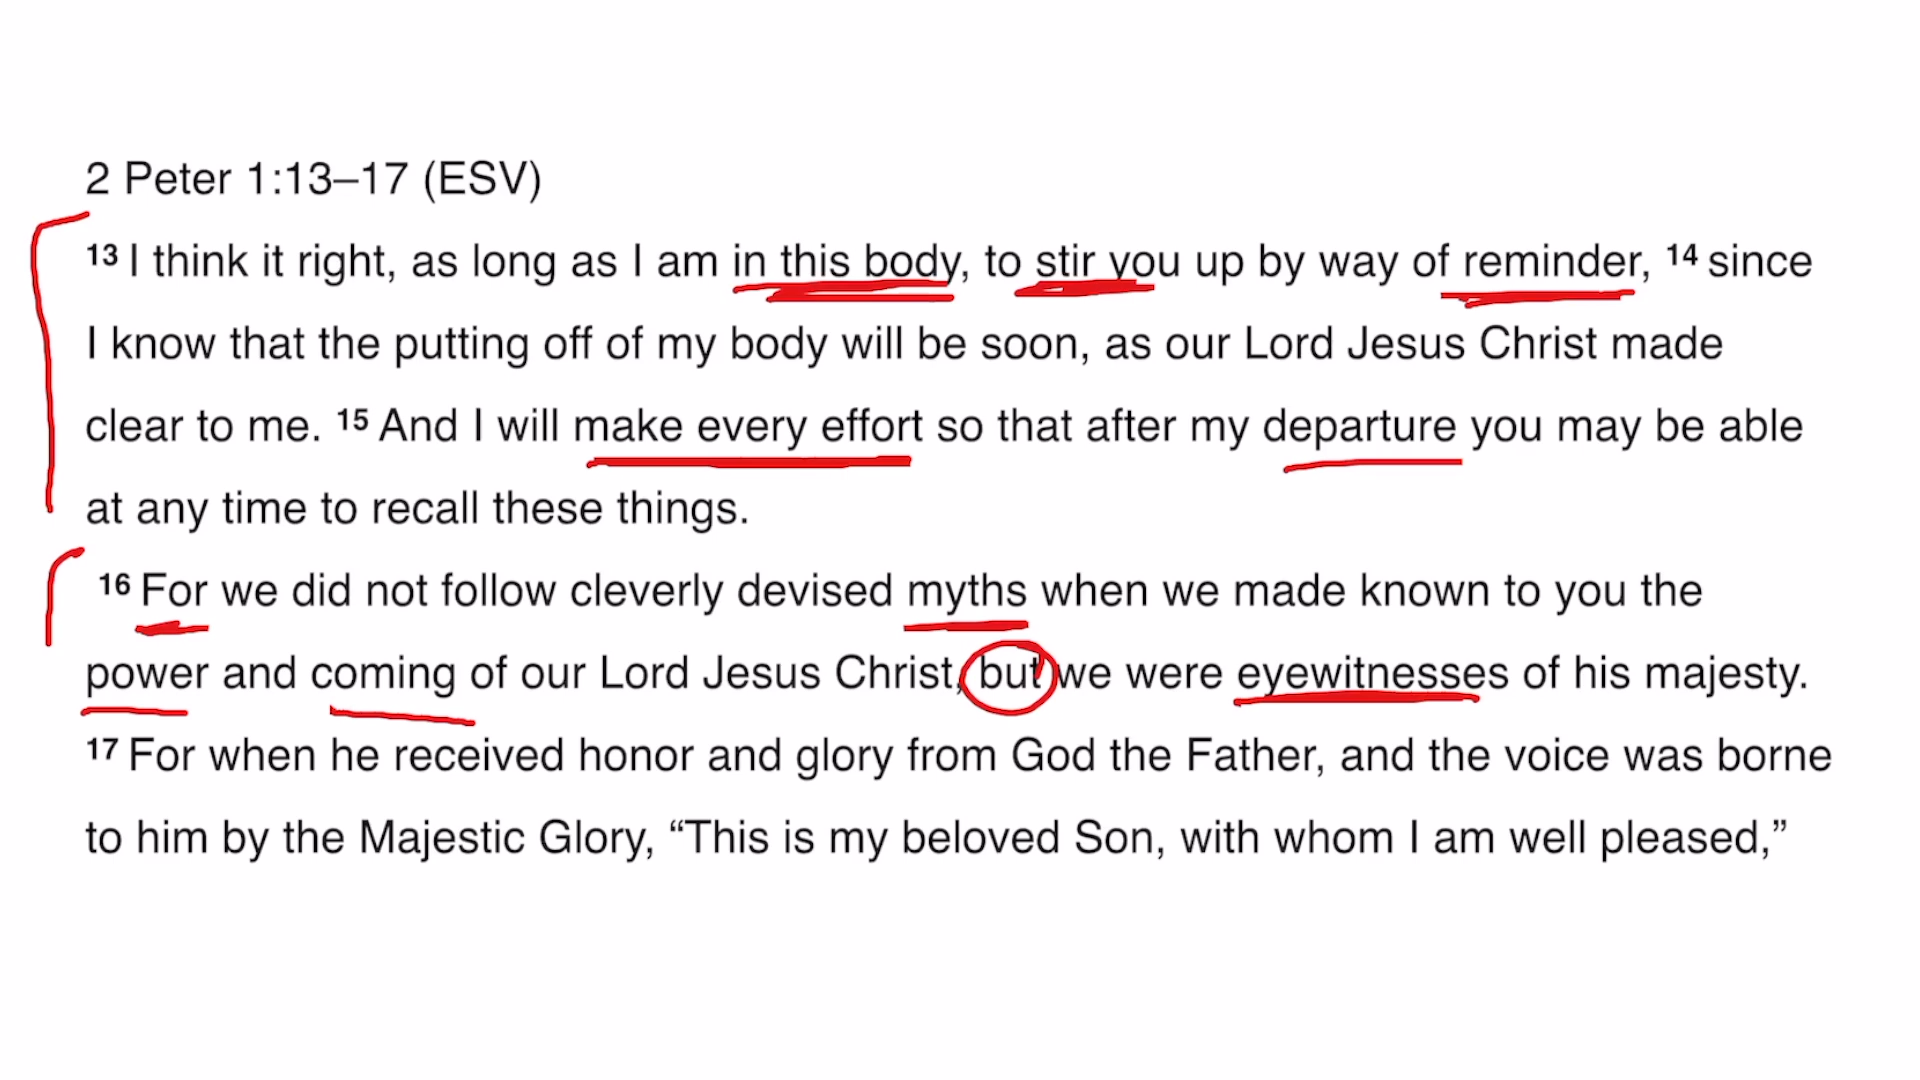 2 Peter 1:13–17 (ESV)
13 I think it right, as long as I am in this body, to stir you up by way of reminder, 14 since
I know that the putting off of my body will be soon, as our Lord Jesus Christ made
clear to me. 15 And I will make every effort so that after my departure you may be able
at any time to recall these things.
16 For we did not follow cleverly devised myths when we made known to you the
power and coming of our Lord Jesus Christ, but we were eyewitnesses of his majesty.
17 For when he received honor and glory from God the Father, and the voice was borne
to him by the Majestic Glory, “This is my beloved Son, with whom I am well pleased,”